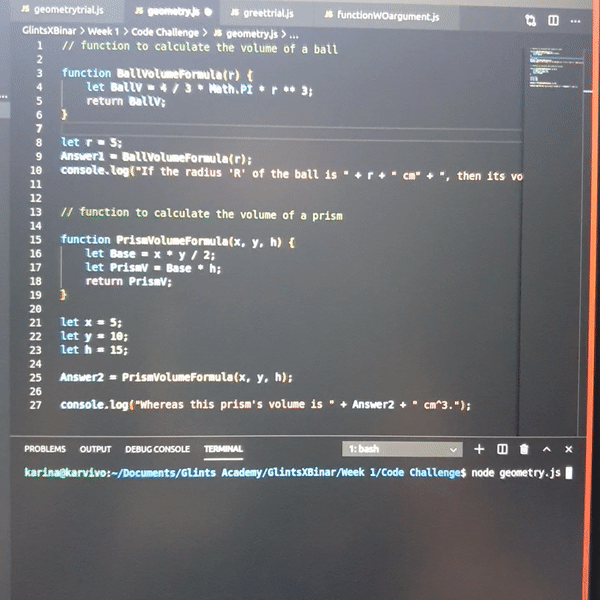 JS geometrytrial.js JS geometry.js JS greettrial.js JS functionWOargument.js
GlintsXBinar > Week 1 > Code Challenge > JS geometry.js > ...
1 // function to calculate the volume of a ball
2
3 function BallVolumeFormula(r) {
4 let BallV = 4 / 3 * Math.PI * r ** 3;
5 return BallV;
6 }
7
8 let r = 5;
9 Answer1 = BallVolumeFormula(r);
10 console.log("If the radius 'R' of the ball is " + r + " cm" + ", then its vo
11
12
13 // function to calculate the volume of a prism
14
15 function PrismVolumeFormula(x, y, h) {
16 let Base = x * y / 2;
17 let PrismV = Base * h;
18 return PrismV;
19 }
20
21 let x = 5;
22 let y = 10;
23 let h = 15;
24
25 Answer2 = PrismVolumeFormula(x, y, h);
26
27 console.log("Whereas this prism's volume is " + Answer2 + " cm^3.");
PROBLEMS OUTPUT DEBUG CONSOLE TERMINAL 1: bash
karina@karvivo:~/Documents/Glints Academy/GlintsXBinar/Week 1/Code Challenge$ node geometry.js